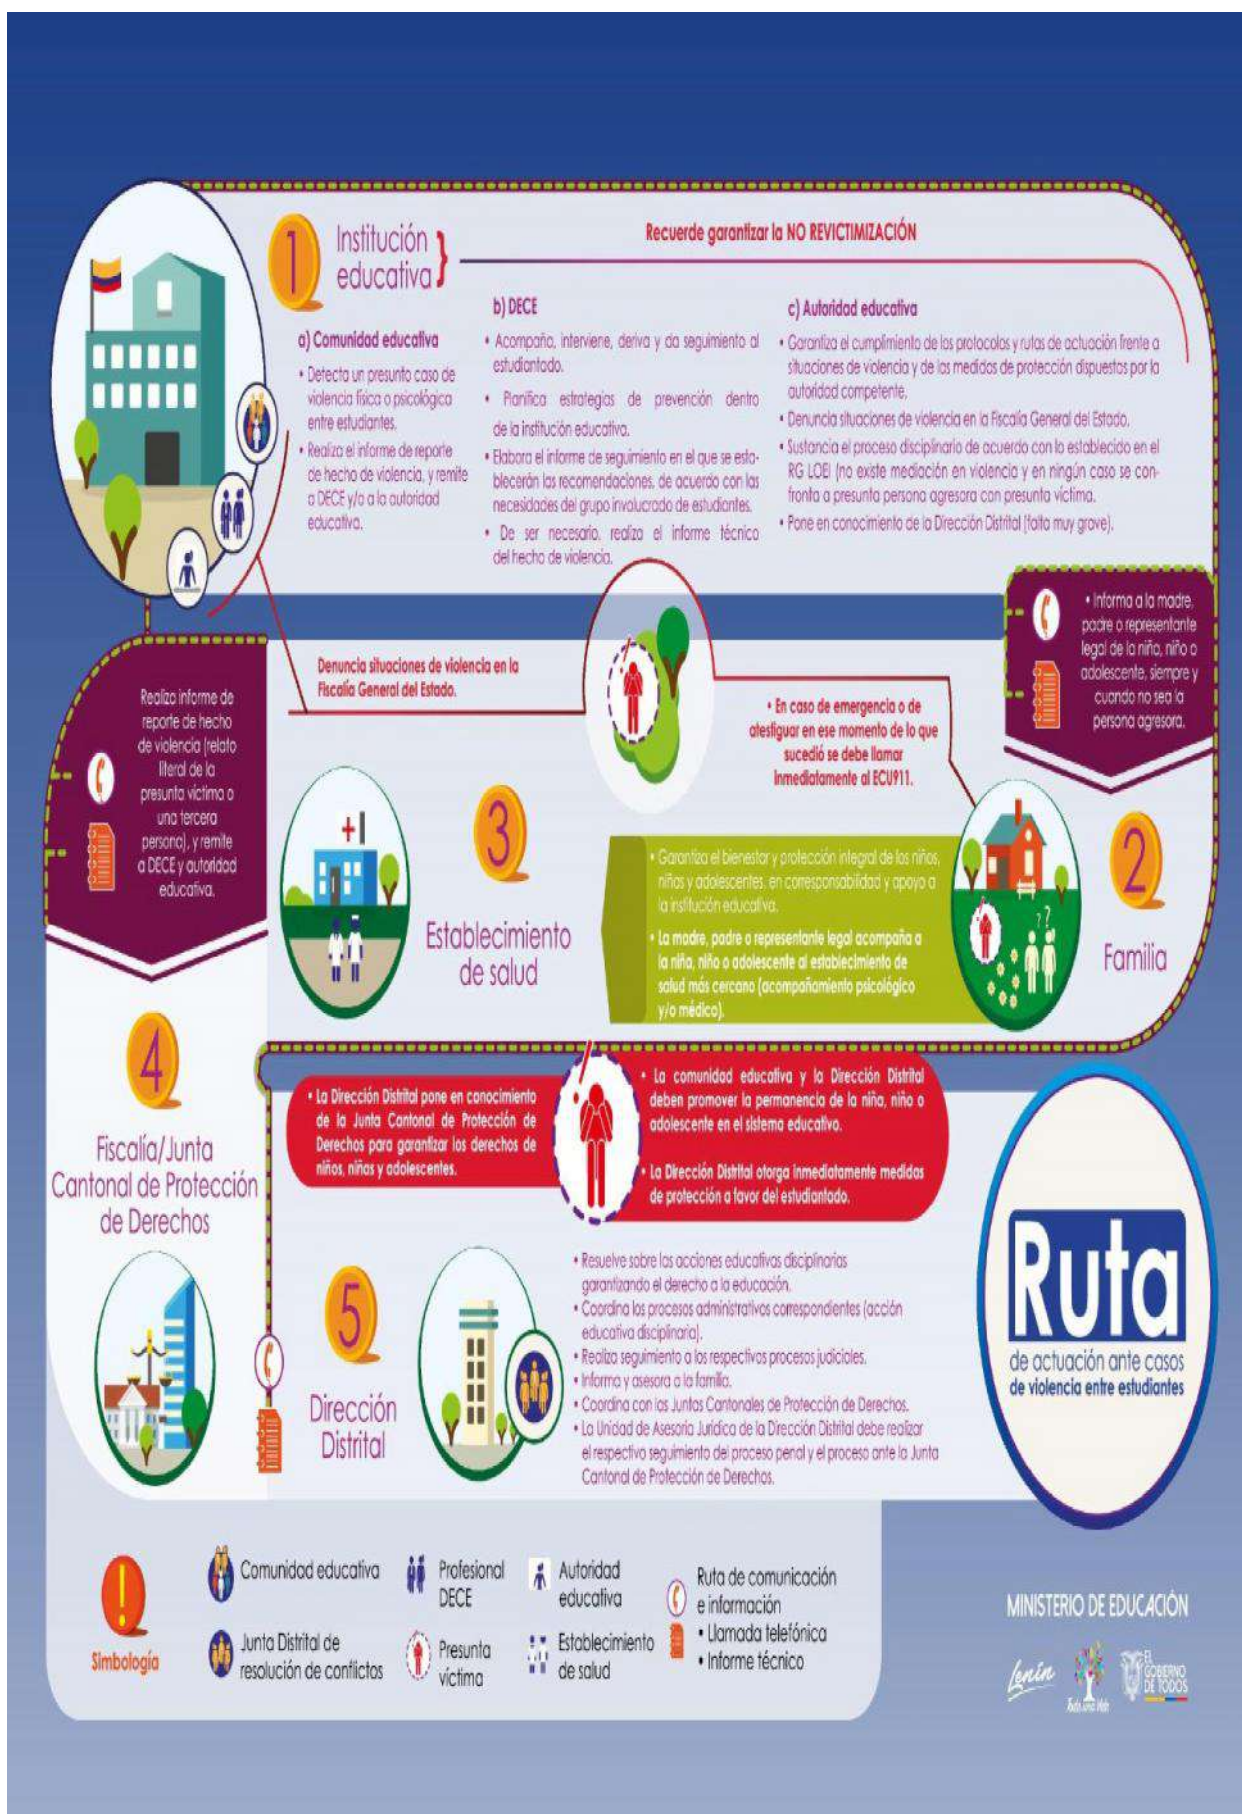 1
Institución
educativa
Recuerde garantizar la NO REVICTIMIZACIÓN
a) Comunidad educativa
• Detecta un presunto caso de
violencia física o psicológica
entre estudiantes.
• Realiza el informe de reporte
de hecho de violencia, y remite
a DECE y/o a la autoridad
educativa.
b) DECE
• Acompaña, interviene, deriva y da seguimiento al
estudiantado.
• Planifica estrategias de prevención dentro
de la institución educativa.
• Elabora el informe de seguimiento en el que se esta-
blecerán las recomendaciones, de acuerdo con las
necesidades del grupo involucrado de estudiantes.
• De ser necesario, realiza el informe técnico
del hecho de violencia.
c) Autoridad educativa
• Garantiza el cumplimiento de los protocolos y rutas de actuación frente a
situaciones de violencia y de las medidas de protección dispuestas por la
autoridad competente.
• Denuncia situaciones de violencia en la Fiscalía General del Estado.
• Sustancia el proceso disciplinario de acuerdo con lo establecido en el
RG LOEI (no existe mediación en violencia y en ningún caso se con-
fronta a presunta persona agresora con presunta víctima.
• Pone en conocimiento de la Dirección Distrital (falta muy grave).
• Informa a la madre,
padre o representante
legal de la niña, niño o
adolescente, siempre y
cuando no sea la
persona agresora.
Denuncia situaciones de violencia en la
Fiscalía General del Estado.
• En caso de emergencia o de
atestiguar en ese momento de lo que
sucedió se debe llamar
inmediatamente al ECU911.
Realiza informe de
reporte de hecho
de violencia (relato
literal de la
presunta víctima o
una tercera
persona), y remite
a DECE y autoridad
educativa.
2
Familia
• Garantiza el bienestar y protección integral de los niños,
niñas y adolescentes, en corresponsabilidad y apoyo a
la institución educativa.
• La madre, padre o representante legal acompaña a
la niña, niño o adolescente al establecimiento de
salud más cercano (acompañamiento psicológico
y/o médico).
3
Establecimiento
de salud
4
Fiscalía/Junta
Cantonal de Protección
de Derechos
• La Dirección Distrital pone en conocimiento
de la Junta Cantonal de Protección de
Derechos para garantizar los derechos de
niños, niñas y adolescentes.
• La comunidad educativa y la Dirección Distrital
deben promover la permanencia de la niña, niño o
adolescente en el sistema educativo.
• La Dirección Distrital otorga inmediatamente medidas
de protección a favor del estudiantado.
5
Dirección
Distrital
• Resuelve sobre las acciones educativas disciplinarias
garantizando el derecho a la educación.
• Coordina los procesos administrativos correspondientes (acción
educativa disciplinaria).
• Realiza seguimiento a los respectivos procesos judiciales.
• Informa y asesora a la familia.
• Coordina con las Juntas Cantonales de Protección de Derechos.
• La Unidad de Asesoría Jurídica de la Dirección Distrital debe realizar
el respectivo seguimiento del proceso penal y el proceso ante la Junta
Cantonal de Protección de Derechos.
Ruta
de actuación ante casos
de violencia entre estudiantes
Simbología
Comunidad educativa
Junta Distrital de
resolución de conflictos
Profesional
DECE
Presunta
víctima
Autoridad
educativa
Establecimiento
de salud
Ruta de comunicación
e información
• Llamada telefónica
• Informe técnico
MINISTERIO DE EDUCACIÓN
Lenín
Toda una Vida
EL
GOBIERNO
DE TODOS